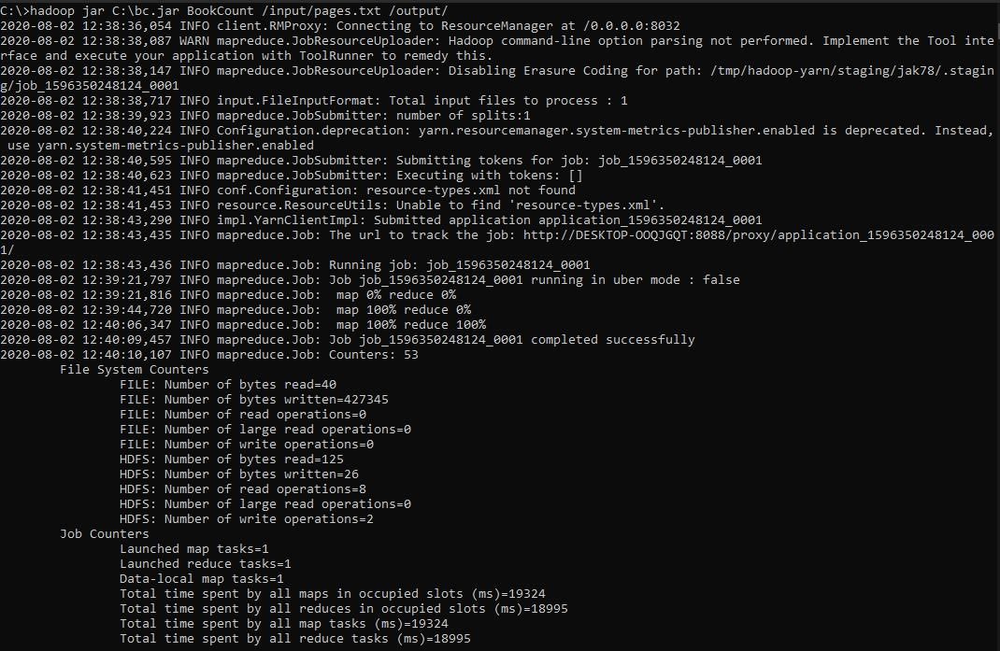 C:\>hadoop jar C:\bc.jar BookCount /input/pages.txt /output/
2020-08-02 12:38:36,054 INFO client.RMProxy: Connecting to ResourceManager at /0.0.0.0:8032
2020-08-02 12:38:38,087 WARN mapreduce.JobResourceUploader: Hadoop command-line option parsing not performed. Implement the Tool inte
rface and execute your application with ToolRunner to remedy this.
2020-08-02 12:38:38,147 INFO mapreduce.JobResourceUploader: Disabling Erasure Coding for path: /tmp/hadoop-yarn/staging/jak78/.stagin
g/job_1596350248124_0001
2020-08-02 12:38:38,717 INFO input.FileInputFormat: Total input files to process : 1
2020-08-02 12:38:39,923 INFO mapreduce.JobSubmitter: number of splits:1
2020-08-02 12:38:40,224 INFO Configuration.deprecation: yarn.resourcemanager.system-metrics-publisher.enabled is deprecated. Instead,
 use yarn.system-metrics-publisher.enabled
2020-08-02 12:38:40,595 INFO mapreduce.JobSubmitter: Submitting tokens for job: job_1596350248124_0001
2020-08-02 12:38:40,623 INFO mapreduce.JobSubmitter: Executing with tokens: []
2020-08-02 12:38:41,451 INFO conf.Configuration: resource-types.xml not found
2020-08-02 12:38:41,453 INFO resource.ResourceUtils: Unable to find 'resource-types.xml'.
2020-08-02 12:38:43,290 INFO impl.YarnClientImpl: Submitted application application_1596350248124_0001
2020-08-02 12:38:43,435 INFO mapreduce.Job: The url to track the job: http://DESKTOP-OOQJGQT:8088/proxy/application_1596350248124_000
1/
2020-08-02 12:38:43,436 INFO mapreduce.Job: Running job: job_1596350248124_0001
2020-08-02 12:39:21,797 INFO mapreduce.Job: Job job_1596350248124_0001 running in uber mode : false
2020-08-02 12:39:21,816 INFO mapreduce.Job:  map 0% reduce 0%
2020-08-02 12:39:44,720 INFO mapreduce.Job:  map 100% reduce 0%
2020-08-02 12:40:06,347 INFO mapreduce.Job:  map 100% reduce 100%
2020-08-02 12:40:09,457 INFO mapreduce.Job: Job job_1596350248124_0001 completed successfully
2020-08-02 12:40:10,107 INFO mapreduce.Job: Counters: 53
File System Counters
FILE: Number of bytes read=40
FILE: Number of bytes written=427345
FILE: Number of read operations=0
FILE: Number of large read operations=0
FILE: Number of write operations=0
HDFS: Number of bytes read=125
HDFS: Number of bytes written=26
HDFS: Number of read operations=8
HDFS: Number of large read operations=0
HDFS: Number of write operations=2
Job Counters
Launched map tasks=1
Launched reduce tasks=1
Data-local map tasks=1
Total time spent by all maps in occupied slots (ms)=19324
Total time spent by all reduces in occupied slots (ms)=18995
Total time spent by all map tasks (ms)=19324
Total time spent by all reduce tasks (ms)=18995